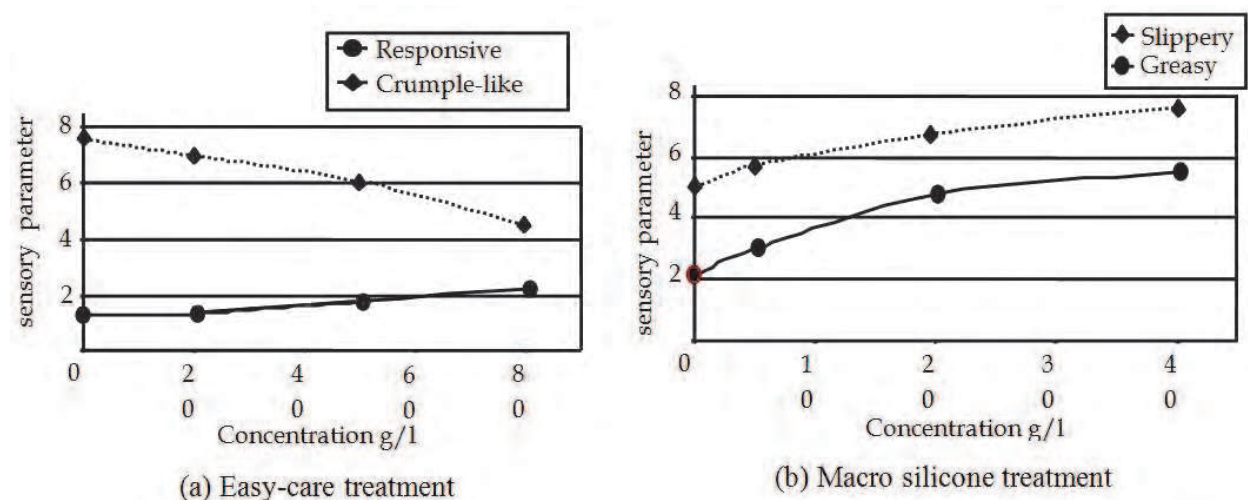 Responsive
Crumple-like
8
6
4
2
0 2 4 6 8
0 0 0 0
sensory parameter
Concentration g/l
(a) Easy-care treatment
Slippery
Greasy
8
6
4
2
0 1 2 3 4
0 0 0 0
sensory parameter
Concentration g/l
(b) Macro silicone treatment